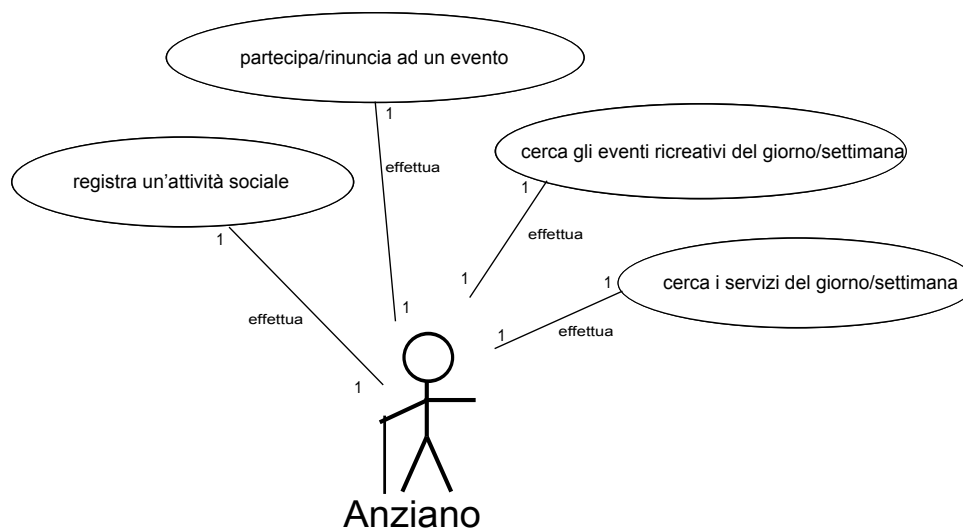 partecipa/rinuncia ad un evento
1
effettua
cerca gli eventi ricreativi del giorno/settimana
registra un'attività sociale
1
1
effettua
1
1
cerca i servizi del giorno/settimana
effettua
1
1
effettua
1
Anziano